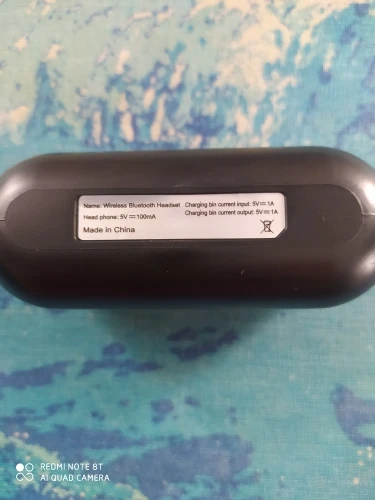 Name: Wireless Bluetooth Headset
Head phone: 5V⎓100mA
Made in China
Charging bin current input: 5V⎓1A
Charging bin current output: 5V⎓1A
REDMI NOTE 8T
AI QUAD CAMERA